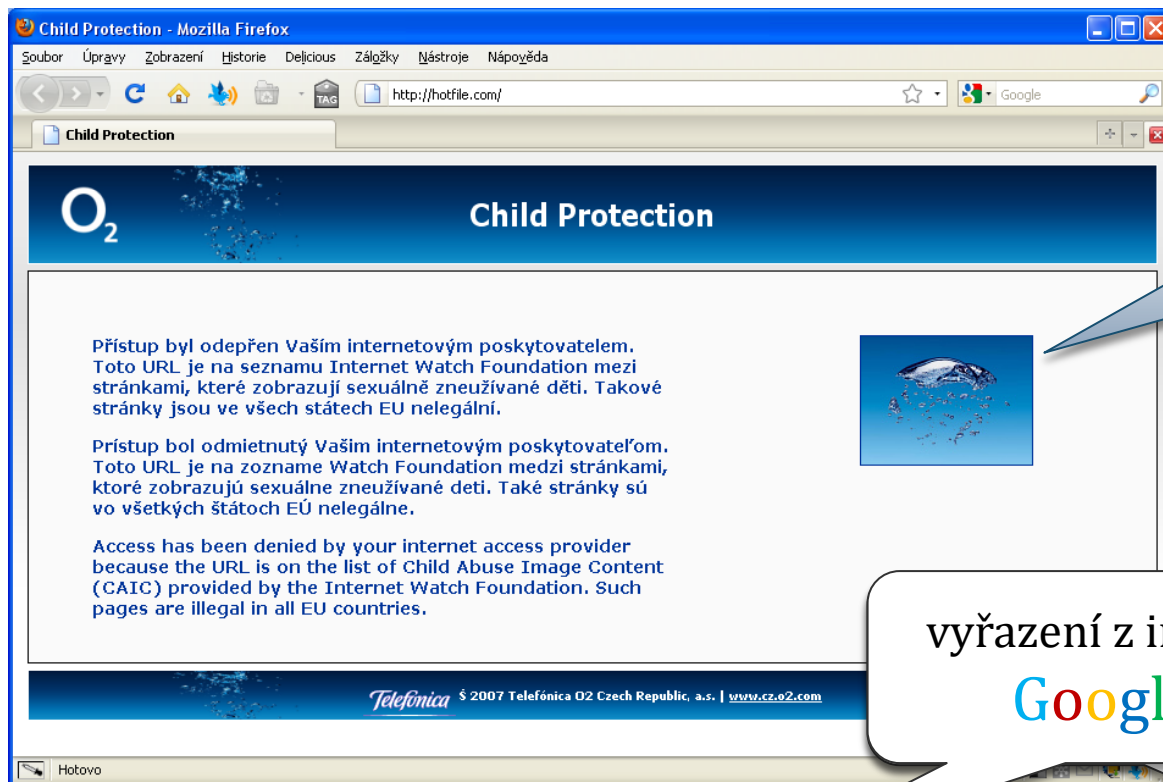 Child Protection - Mozilla Firefox
Soubor Úpravy Zobrazení Historie Delicious Záložky Nástroje Nápověda
TAG http://hotfile.com/ Google
Child Protection
O2 Child Protection
Přístup byl odepřen Vaším internetovým poskytovatelem.
Toto URL je na seznamu Internet Watch Foundation mezi
stránkami, které zobrazují sexuálně zneužívané děti. Takové
stránky jsou ve všech státech EU nelegální.
Prístup bol odmietnutý Vašim internetovým poskytovateľom.
Toto URL je na zozname Watch Foundation medzi stránkami,
ktoré zobrazujú sexuálne zneužívané deti. Také stránky sú
vo všetkých štátoch EÚ nelegálne.
Access has been denied by your internet access provider
because the URL is on the list of Child Abuse Image Content
(CAIC) provided by the Internet Watch Foundation. Such
pages are illegal in all EU countries.
vyřazení z
Telefónica Š 2007 Telefónica O2 Czech Republic, a.s. | www.cz.o2.com
Hotovo